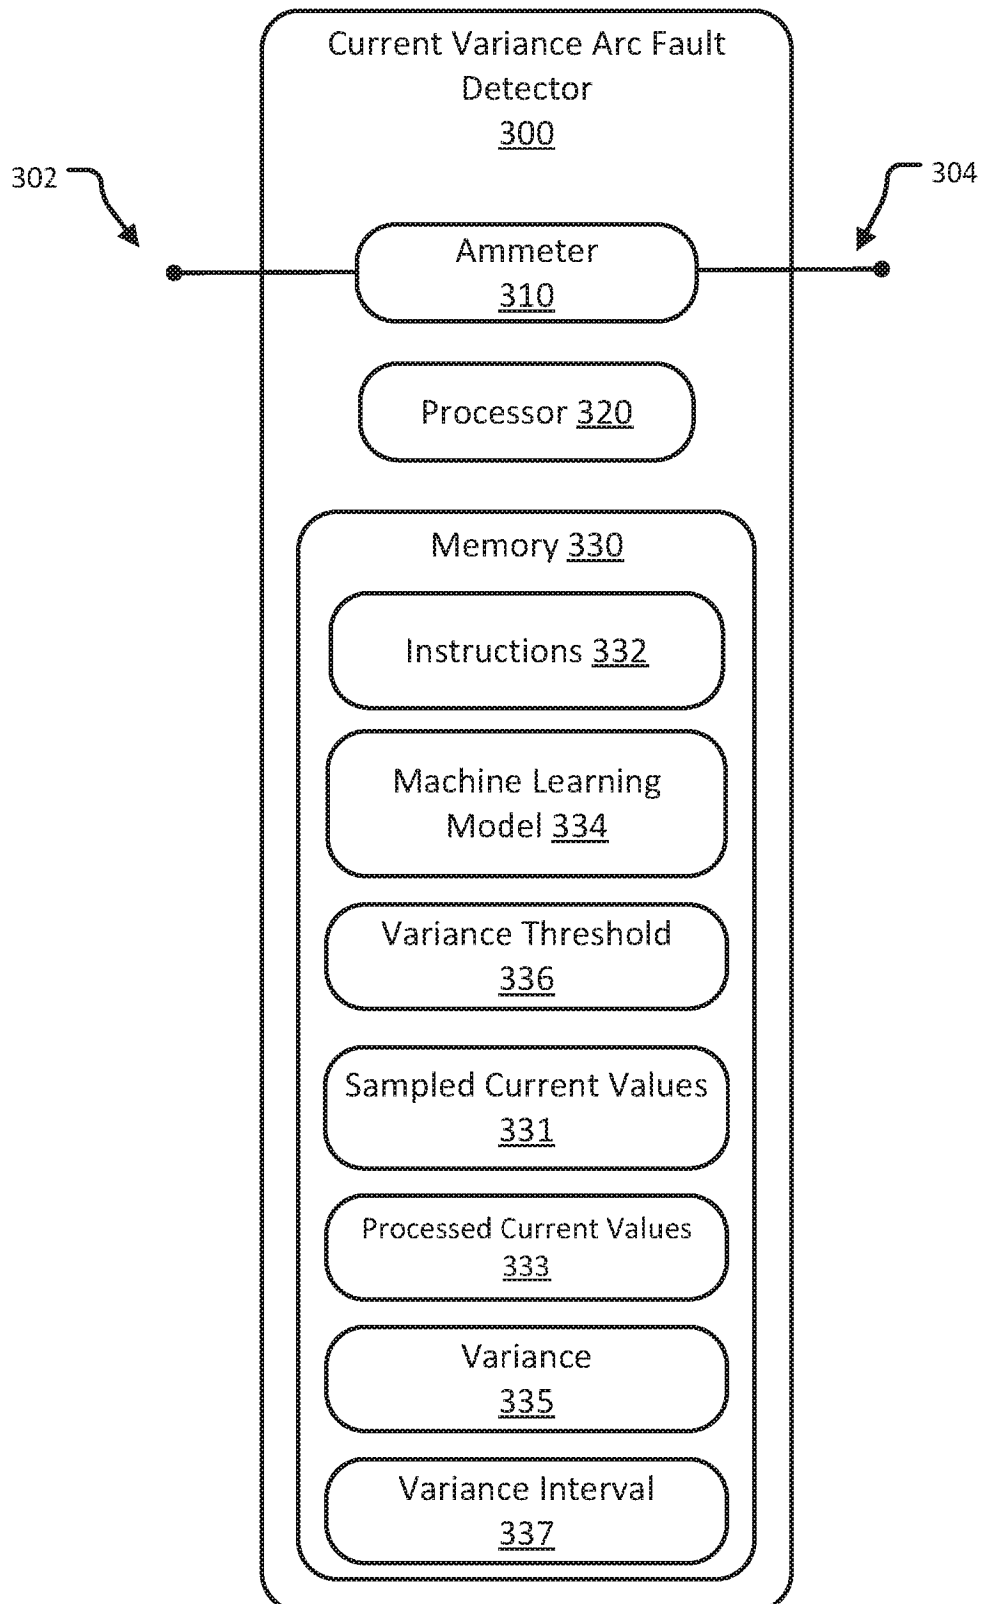 Current Variance Arc Fault
Detector
300
302
304
Ammeter
310
Processor 320
Memory 330
Instructions 332
Machine Learning
Model 334
Variance Threshold
336
Sampled Current Values
331
Processed Current Values
333
Variance
335
Variance Interval
337